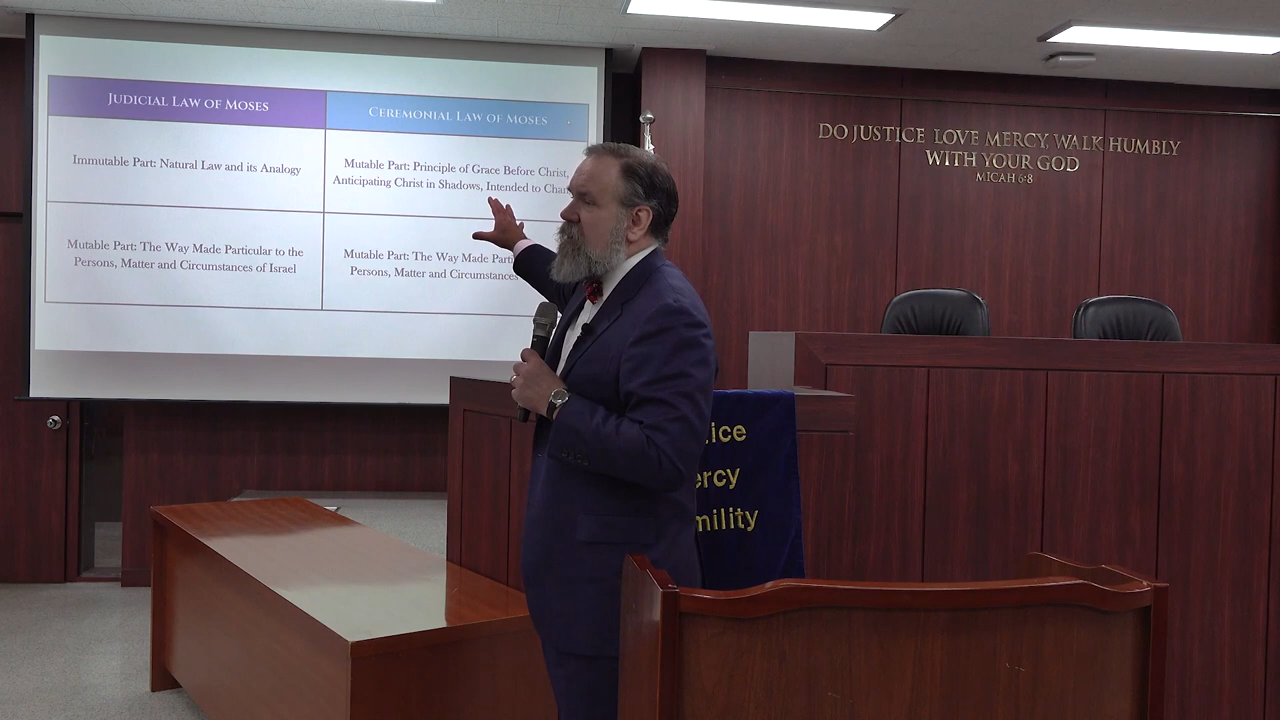 JUDICIAL LAW OF MOSES
CEREMONIAL LAW OF MOSES
Immutable Part: Natural Law and its Analogy
Mutable Part: Principle of Grace Before Christ,
Anticipating Christ in Shadows, Intended to
Mutable Part: The Way Made Particular to the
Persons, Matter and Circumstances of Israel
Mutable Part: The Way Made
Persons, Matter and Circumstances
DO JUSTICE LOVE MERCY, WALK HUMBLY
WITH YOUR GOD
MICAH 6:8